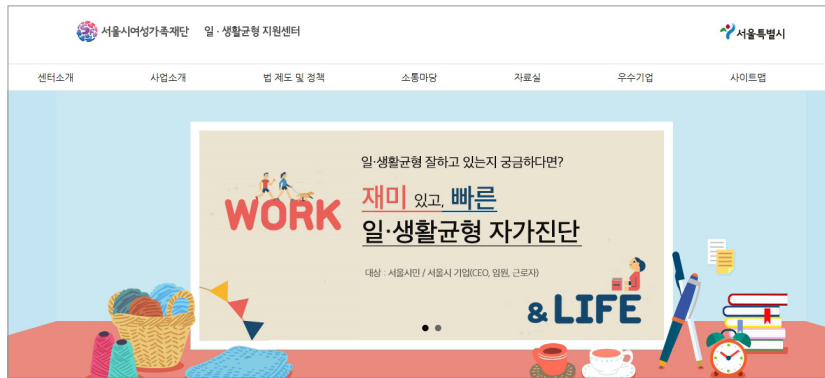 서울시여성가족재단 일·생활균형 지원센터
서울특별시
센터소개 사업소개 법 제도 및 정책 소통마당 자료실 우수기업 사이트맵
일·생활균형 잘하고 있는지 궁금하다면?
재미 있고, 빠른
WORK
일·생활균형 자가진단
대상 : 서울시민 / 서울시 기업(CEO, 임원, 근로자)
& LIFE